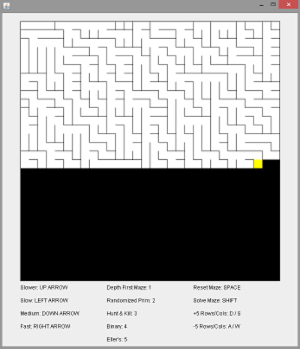 Slower: UP ARROW Depth First Maze: 1 Reset Maze: SPACE
Slow: LEFT ARROW Randomized Prim: 2 Solve Maze: SHIFT
Medium: DOWN ARROW Hunt & Kill: 3 +5 Rows/Cols: D / S
Fast: RIGHT ARROW Binary: 4 -5 Rows/Cols: A / W
Eller's: 5